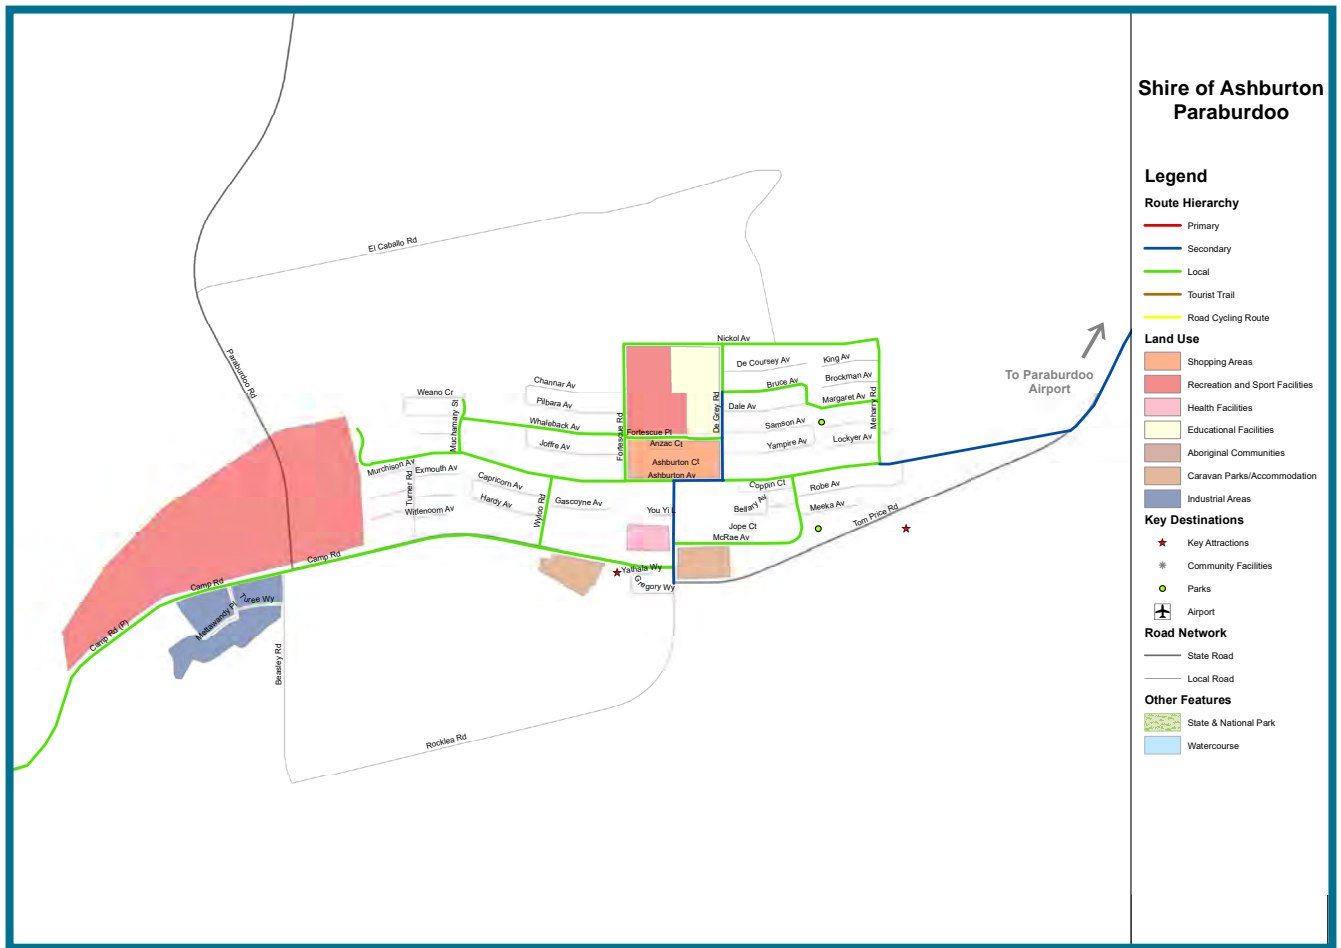 Shire of Ashburton
Paraburdoo
Legend
Route Hierarchy
Primary
Secondary
Local
Tourist Trail
Road Cycling Route
Land Use
Shopping Areas
Recreation and Sport Facilities
Health Facilities
Educational Facilities
Aboriginal Communities
Caravan Parks/Accommodation
Industrial Areas
Key Destinations
Key Attractions
Community Facilities
Parks
Airport
Road Network
State Road
Local Road
Other Features
State & National Park
Watercourse
El Caballo Rd
Paraburdoo Rd
To Paraburdoo
Airport
Nickol Av
De Coursey Av
King Av
Bruce Av
Brockman Av
Margaret Av
Dale Av
Samson Av
Yampire Av
Lockyer Av
Meharry Rd
De Grey Rd
Weano Cr
Channar Av
Pilbara Av
Whaleback Av
Joffre Av
Muchamany St
Fortesque Rd
Fortescue Pl
Anzac Ct
Ashburton Ct
Ashburton Av
Murchison Av
Exmouth Av
Turner Rd
Wittenoom Av
Capricorn Av
Hardy Av
Wyloo Rd
Gascoyne Av
You Yi L
Coppin Ct
Bellary Av
Robe Av
Meeka Av
Jope Ct
McRae Av
Tom Price Rd
Yathala Wy
Gregory Wy
Camp Rd
Camp Rd
Camp Rd (P)
Turee Wy
Mellawandy Pl
Beasley Rd
Rocklea Rd